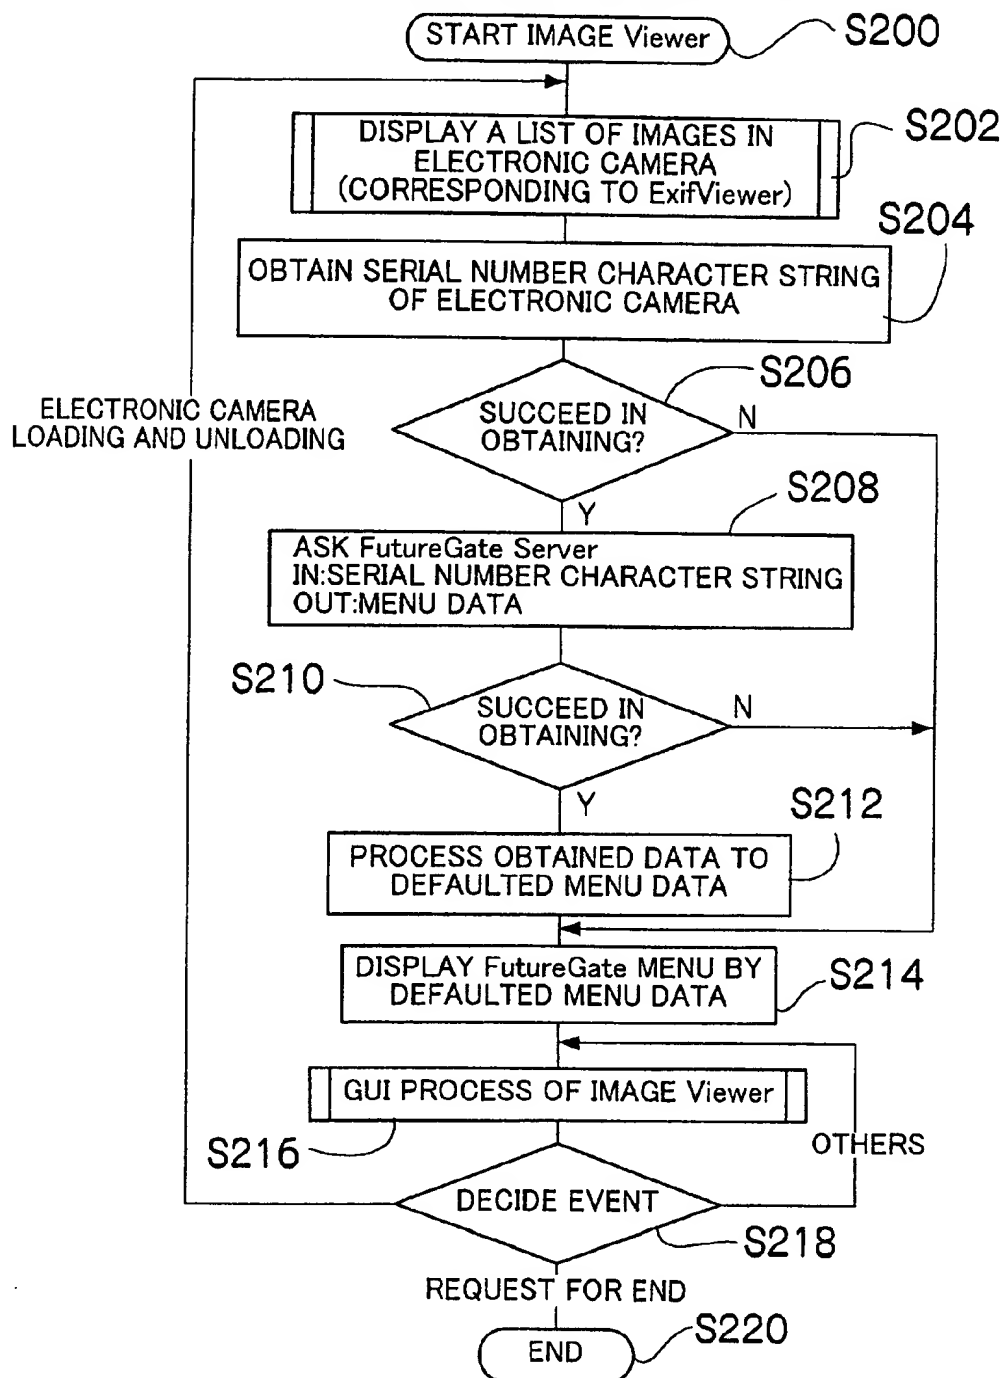 START IMAGE Viewer
S200
DISPLAY A LIST OF IMAGES IN
ELECTRONIC CAMERA
(CORRESPONDING TO ExifViewer)
S202
S204
OBTAIN SERIAL NUMBER CHARACTER STRING
OF ELECTRONIC CAMERA
S206
ELECTRONIC CAMERA
LOADING AND UNLOADING
SUCCEED IN
OBTAINING?
N
Y
S208
ASK FutureGate Server
IN:SERIAL NUMBER CHARACTER STRING
OUT:MENU DATA
S210
SUCCEED IN
OBTAINING?
N
Y
S212
PROCESS OBTAINED DATA TO
DEFAULTED MENU DATA
DISPLAY FutureGate MENU BY
DEFAULTED MENU DATA
S214
GUI PROCESS OF IMAGE Viewer
S216
OTHERS
DECIDE EVENT
S218
REQUEST FOR END
END
S220